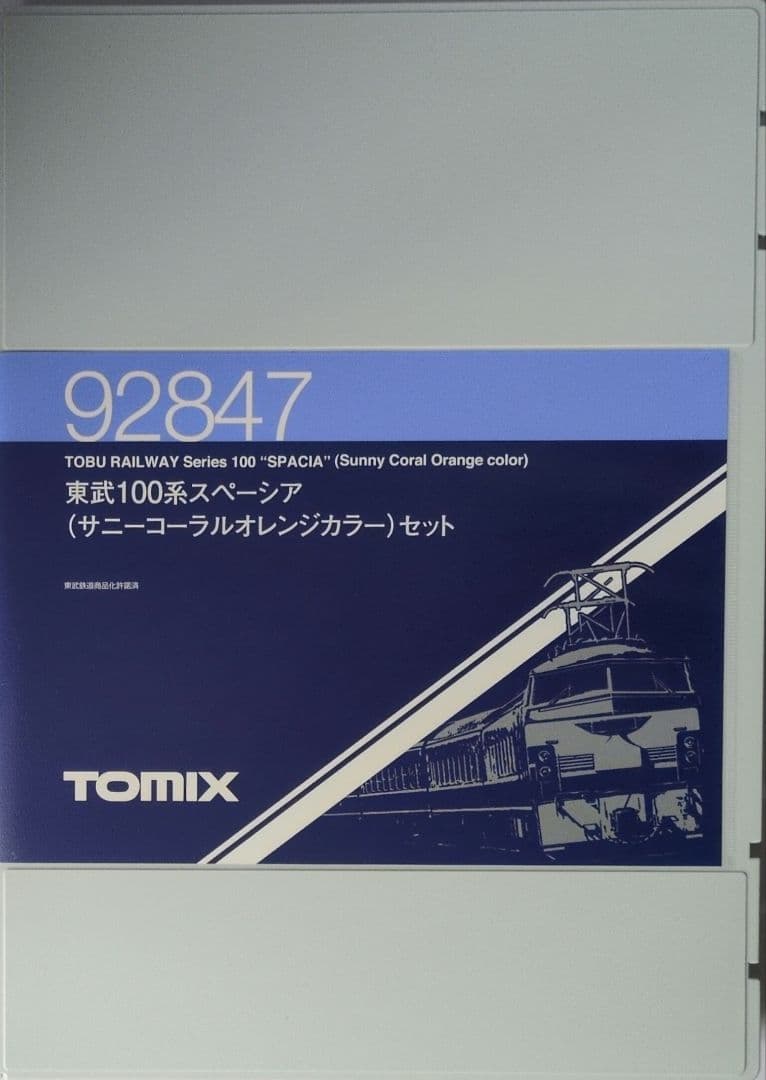 92847
TOBU RAILWAY Series 100 “SPACIA” (Sunny Coral Orange color)
東武100系スペーシア
(サニーコーラルオレンジカラー)セット
東武鉄道商品化許諾済
TOMIX